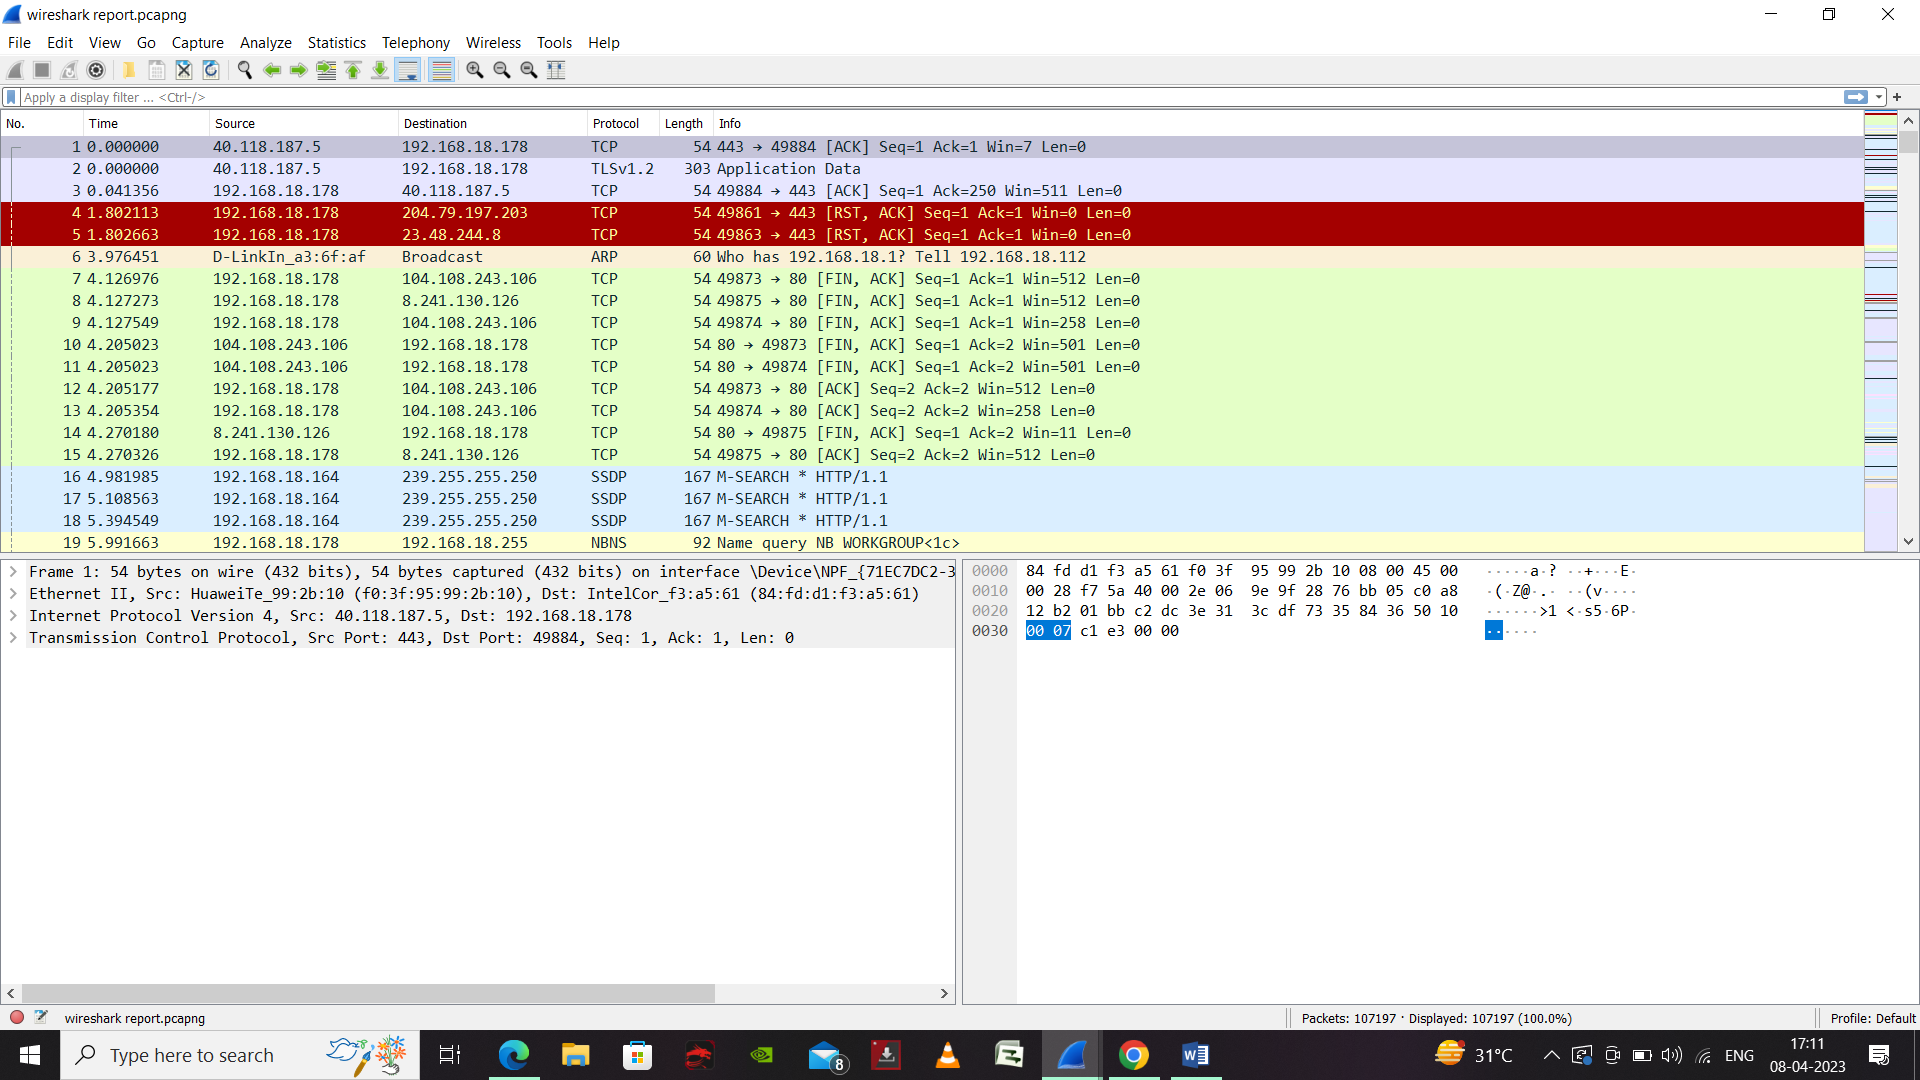 wireshark report.pcapng
File Edit View Go Capture Analyze Statistics Telephony Wireless Tools Help
Apply a display filter ... <Ctrl-/>
No. Time Source Destination Protocol Length Info
1 0.000000 40.118.187.5 192.168.18.178 TCP 54 443 → 49884 [ACK] Seq=1 Ack=1 Win=7 Len=0
2 0.000000 40.118.187.5 192.168.18.178 TLSv1.2 303 Application Data
3 0.041356 192.168.18.178 40.118.187.5 TCP 54 49884 → 443 [ACK] Seq=1 Ack=250 Win=511 Len=0
4 1.802113 192.168.18.178 204.79.197.203 TCP 54 49861 → 443 [RST, ACK] Seq=1 Ack=1 Win=0 Len=0
5 1.802663 192.168.18.178 23.48.244.8 TCP 54 49863 → 443 [RST, ACK] Seq=1 Ack=1 Win=0 Len=0
6 3.976451 D-LinkIn_a3:6f:af Broadcast ARP 60 Who has 192.168.18.1? Tell 192.168.18.112
7 4.126976 192.168.18.178 104.108.243.106 TCP 54 49873 → 80 [FIN, ACK] Seq=1 Ack=1 Win=512 Len=0
8 4.127273 192.168.18.178 8.241.130.126 TCP 54 49875 → 80 [FIN, ACK] Seq=1 Ack=1 Win=512 Len=0
9 4.127549 192.168.18.178 104.108.243.106 TCP 54 49874 → 80 [FIN, ACK] Seq=1 Ack=1 Win=258 Len=0
10 4.205023 104.108.243.106 192.168.18.178 TCP 54 80 → 49873 [FIN, ACK] Seq=1 Ack=2 Win=501 Len=0
11 4.205023 104.108.243.106 192.168.18.178 TCP 54 80 → 49874 [FIN, ACK] Seq=1 Ack=2 Win=501 Len=0
12 4.205177 192.168.18.178 104.108.243.106 TCP 54 49873 → 80 [ACK] Seq=2 Ack=2 Win=512 Len=0
13 4.205354 192.168.18.178 104.108.243.106 TCP 54 49874 → 80 [ACK] Seq=2 Ack=2 Win=258 Len=0
14 4.270180 8.241.130.126 192.168.18.178 TCP 54 80 → 49875 [FIN, ACK] Seq=1 Ack=2 Win=11 Len=0
15 4.270326 192.168.18.178 8.241.130.126 TCP 54 49875 → 80 [ACK] Seq=2 Ack=2 Win=512 Len=0
16 4.981985 192.168.18.164 239.255.255.250 SSDP 167 M-SEARCH * HTTP/1.1
17 5.108563 192.168.18.164 239.255.255.250 SSDP 167 M-SEARCH * HTTP/1.1
18 5.394549 192.168.18.164 239.255.255.250 SSDP 167 M-SEARCH * HTTP/1.1
19 5.991663 192.168.18.178 192.168.18.255 NBNS 92 Name query NB WORKGROUP<1c>
Frame 1: 54 bytes on wire (432 bits), 54 bytes captured (432 bits) on interface \Device\NPF_{71EC7DC2-3
Ethernet II, Src: HuaweiTe_99:2b:10 (f0:3f:95:99:2b:10), Dst: IntelCor_f3:a5:61 (84:fd:d1:f3:a5:61)
Internet Protocol Version 4, Src: 40.118.187.5, Dst: 192.168.18.178
Transmission Control Protocol, Src Port: 443, Dst Port: 49884, Seq: 1, Ack: 1, Len: 0
0000 84 fd d1 f3 a5 61 f0 3f 95 99 2b 10 08 00 45 00 ·····a·? ··+···E·
0010 00 28 f7 5a 40 00 2e 06 9e 9f 28 76 bb 05 c0 a8 ·(·Z@·.· ··(v····
0020 12 b2 01 bb c2 dc 3e 31 3c df 73 35 84 36 50 10 ······>1 <·s5·6P·
0030 00 07 c1 e3 00 00 ······
wireshark report.pcapng
Packets: 107197 · Displayed: 107197 (100.0%)
Profile: Default
Type here to search
8
31°C
ENG
17:11
08-04-2023